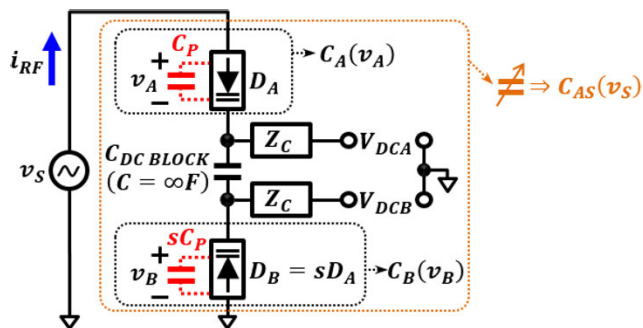 C_P
+
i_RF
v_A
−
D_A
C_A(v_A)
⇒ C_AS(v_S)
Z_C
V_DCA
C_DC BLOCK
(C = ∞F)
v_S
Z_C
V_DCB
sC_P
+
v_B
−
D_B = sD_A
C_B(v_B)